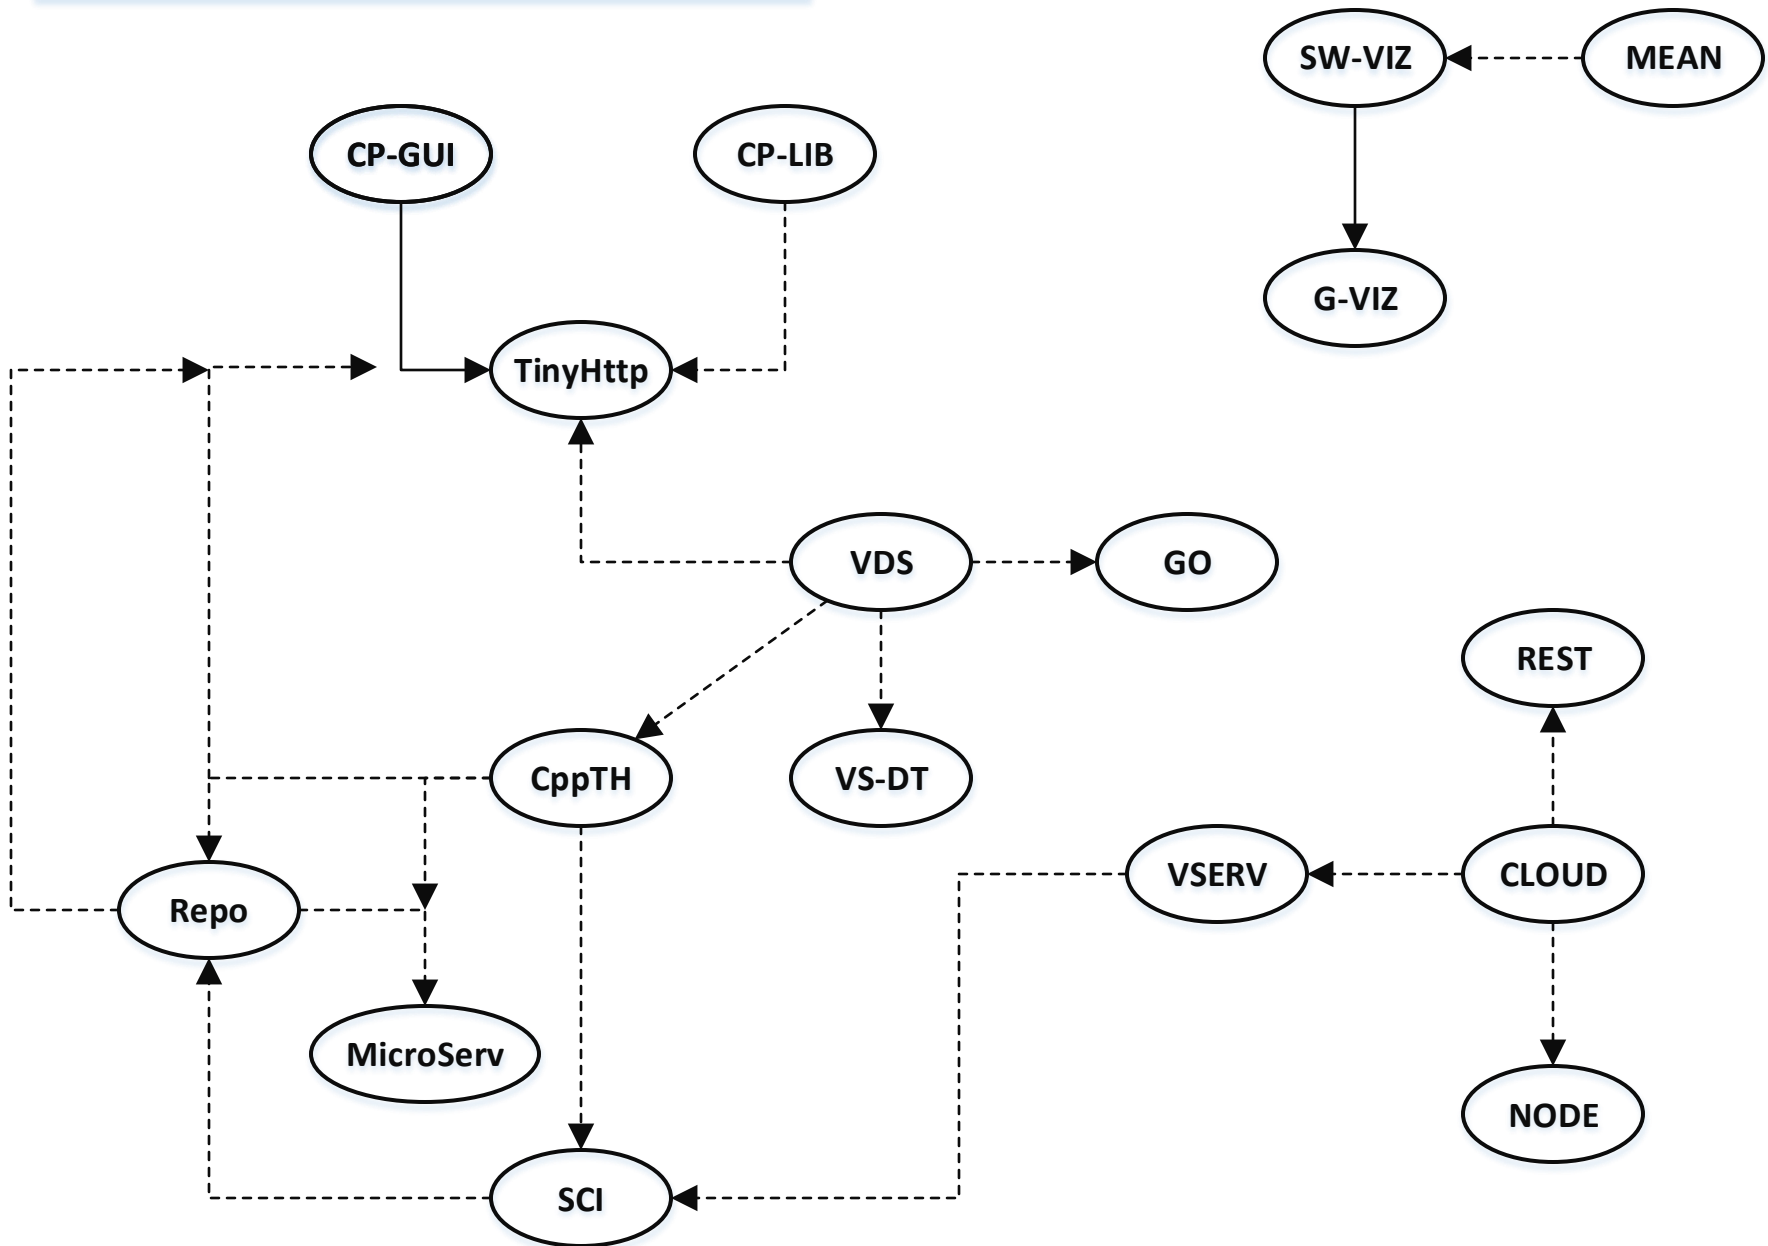 SW-VIZ
MEAN
CP-GUI
CP-LIB
G-VIZ
TinyHttp
VDS
GO
REST
CppTH
VS-DT
VSERV
CLOUD
Repo
MicroServ
NODE
SCI